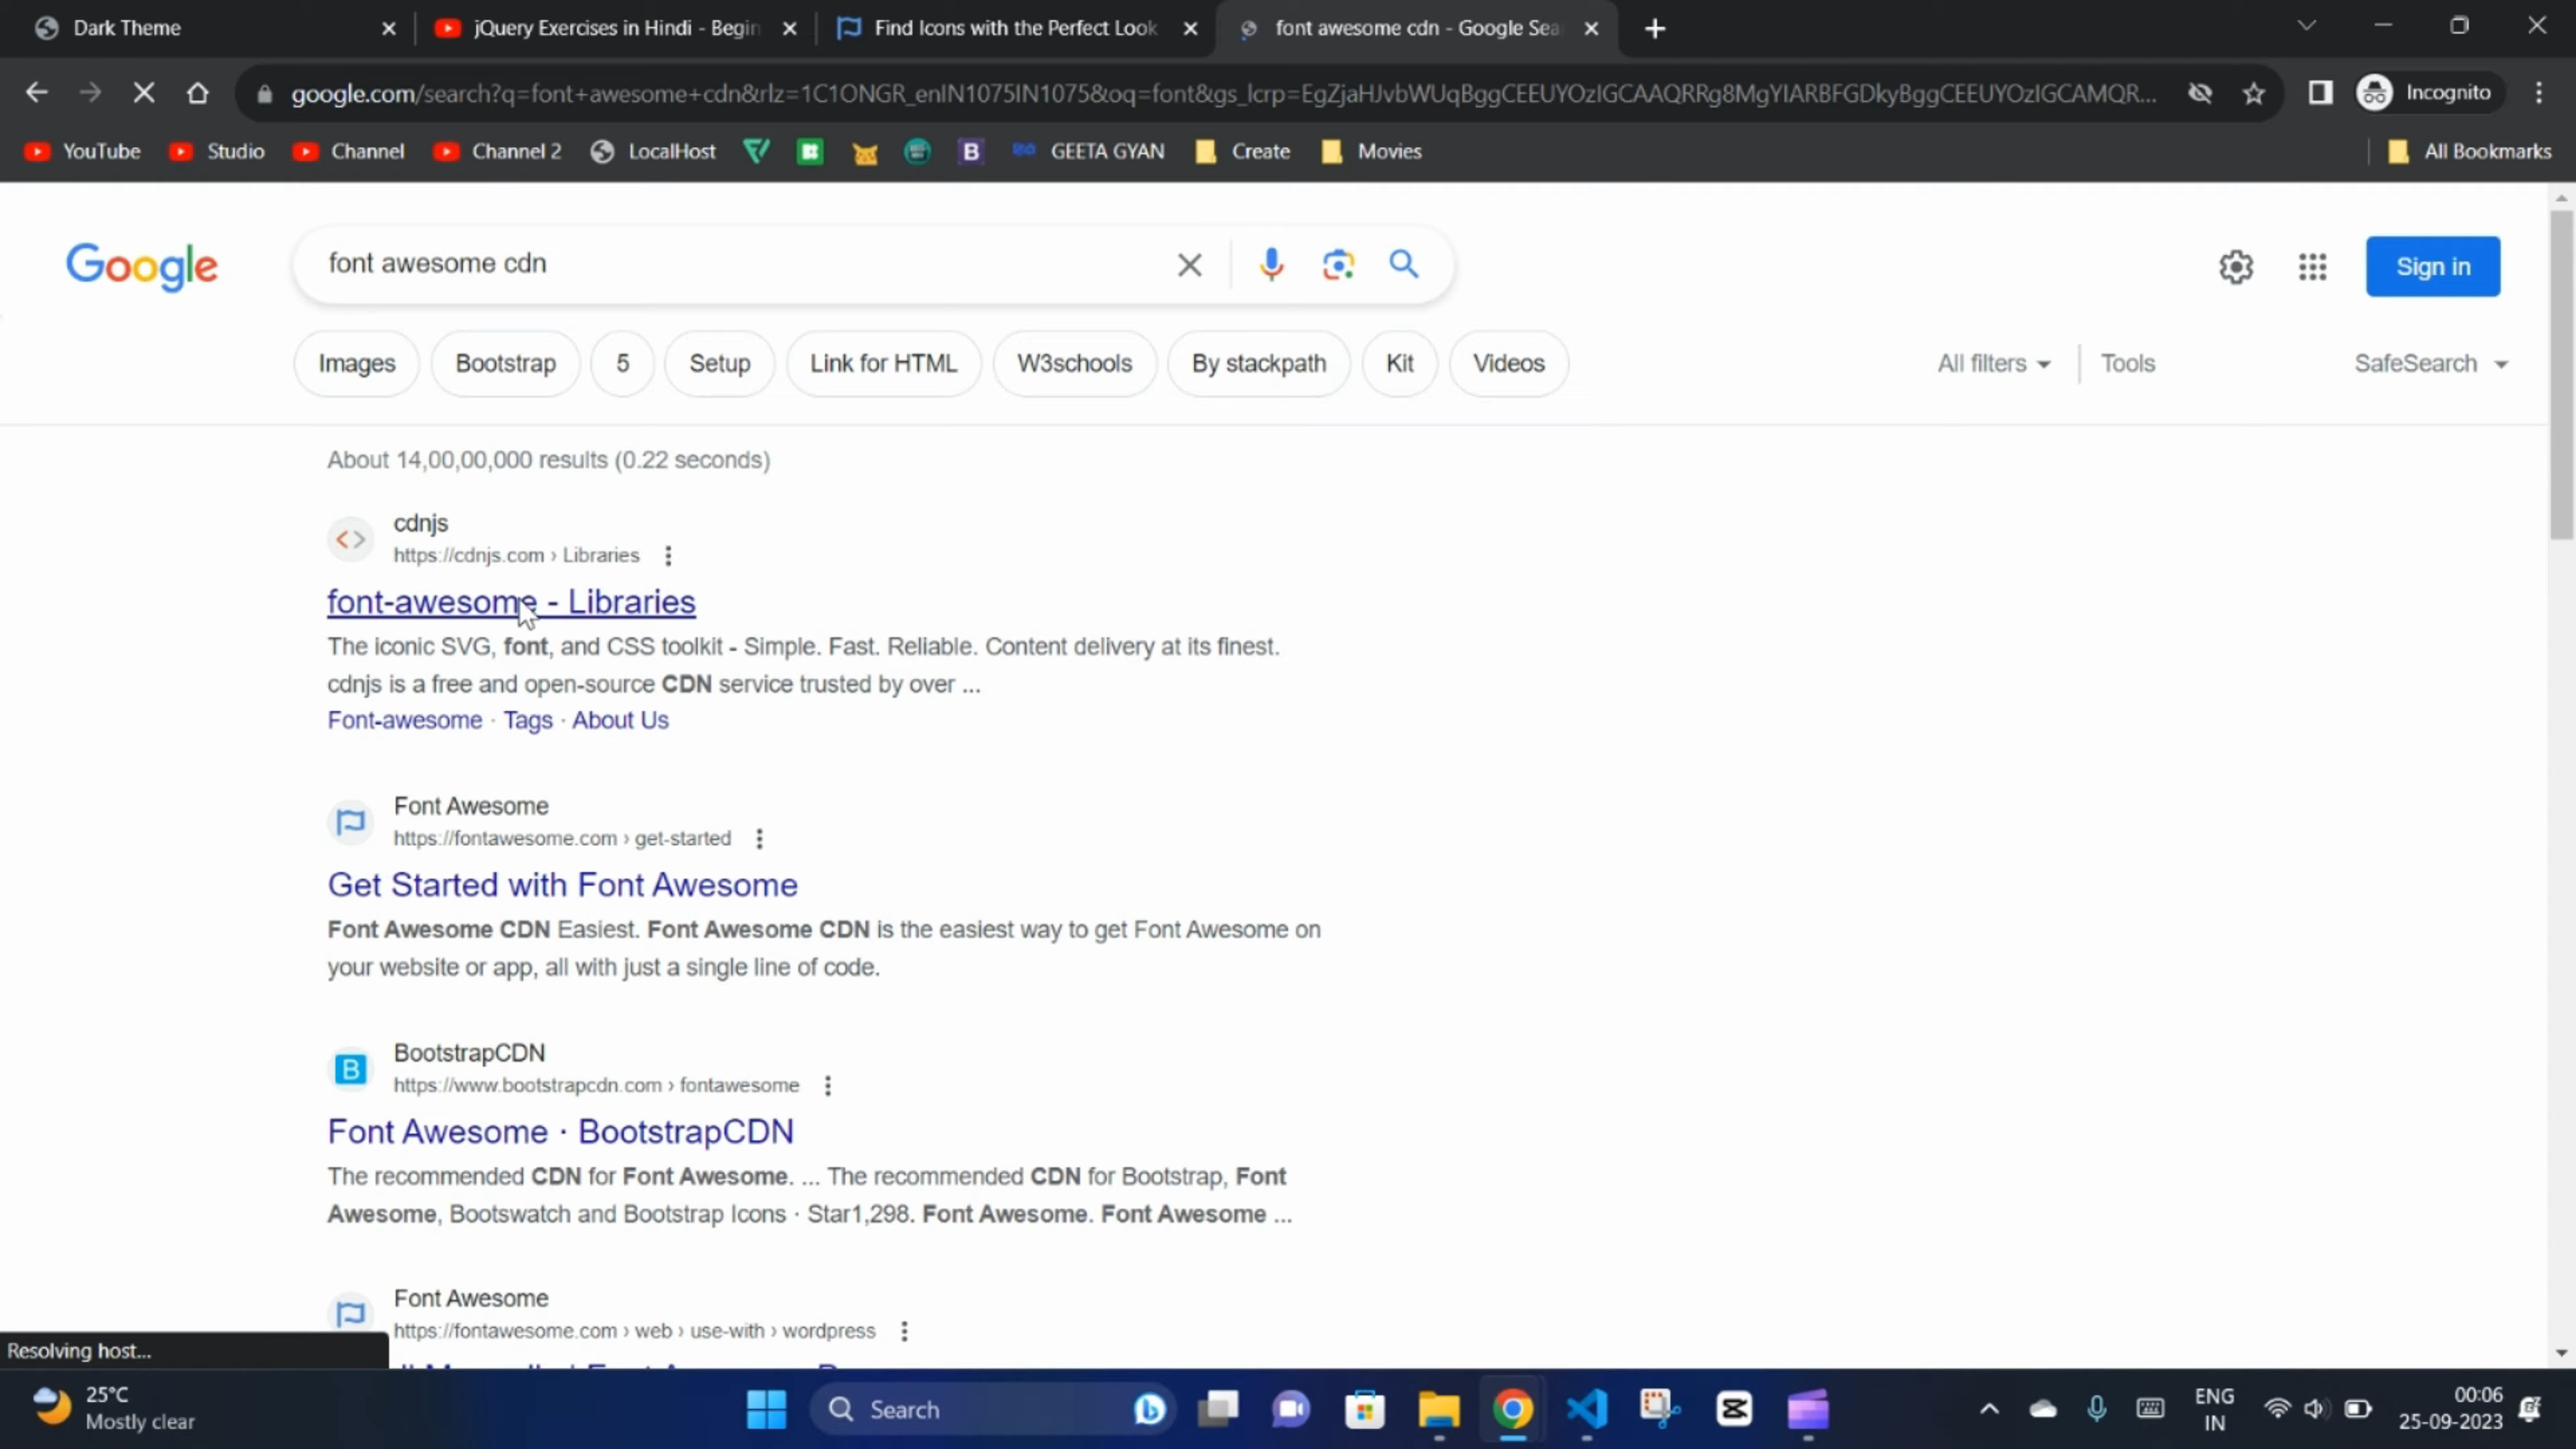 Dark Theme
jQuery Exercises in Hindi - Begin
Find Icons with the Perfect Look
font awesome cdn - Google Sea
google.com/search?q=font+awesome+cdn&rlz=1C1ONGR_enIN1075IN1075&oq=font&gs_lcrp=EgZjaHJvbWUqBggCEEUYOzIGCAAQRRg8MgYIARBFGDkyBggCEEUYOzIGCAMQR...
Incognito
YouTube
Studio
Channel
Channel 2
LocalHost
B
GEETA GYAN
Create
Movies
All Bookmarks
Google
font awesome cdn
Sign in
Images
Bootstrap
5
Setup
Link for HTML
W3schools
By stackpath
Kit
Videos
All filters
Tools
SafeSearch
About 14,00,00,000 results (0.22 seconds)
cdnjs
https://cdnjs.com › Libraries
font-awesome - Libraries
The iconic SVG, font, and CSS toolkit - Simple. Fast. Reliable. Content delivery at its finest.
cdnjs is a free and open-source CDN service trusted by over ...
Font-awesome · Tags · About Us
Font Awesome
https://fontawesome.com › get-started
Get Started with Font Awesome
Font Awesome CDN Easiest. Font Awesome CDN is the easiest way to get Font Awesome on
your website or app, all with just a single line of code.
B
BootstrapCDN
https://www.bootstrapcdn.com › fontawesome
Font Awesome · BootstrapCDN
The recommended CDN for Font Awesome. ... The recommended CDN for Bootstrap, Font
Awesome, Bootswatch and Bootstrap Icons · Star1,298. Font Awesome. Font Awesome ...
Font Awesome
https://fontawesome.com › web › use-with › wordpress
Resolving host...
25°C
Mostly clear
Search
ENG
IN
00:06
25-09-2023